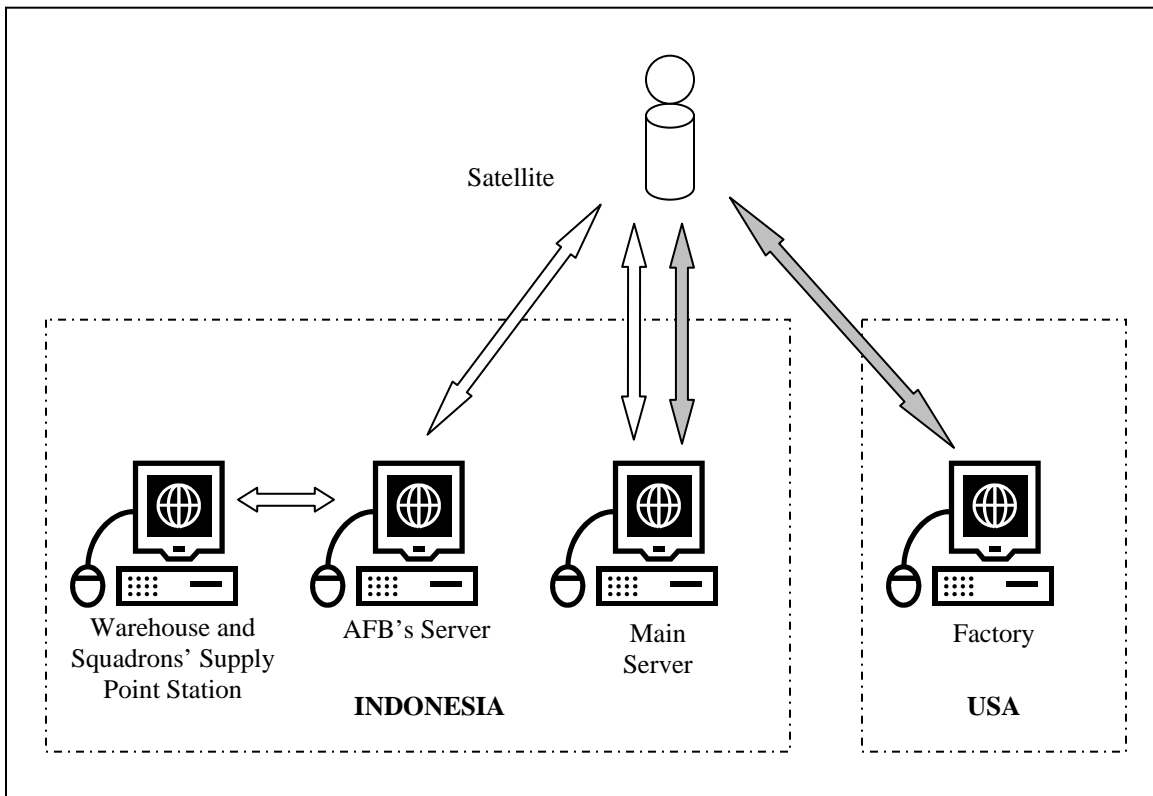 Satellite
Warehouse and
Squadrons’ Supply
Point Station
AFB’s Server
Main
Server
Factory
INDONESIA
USA